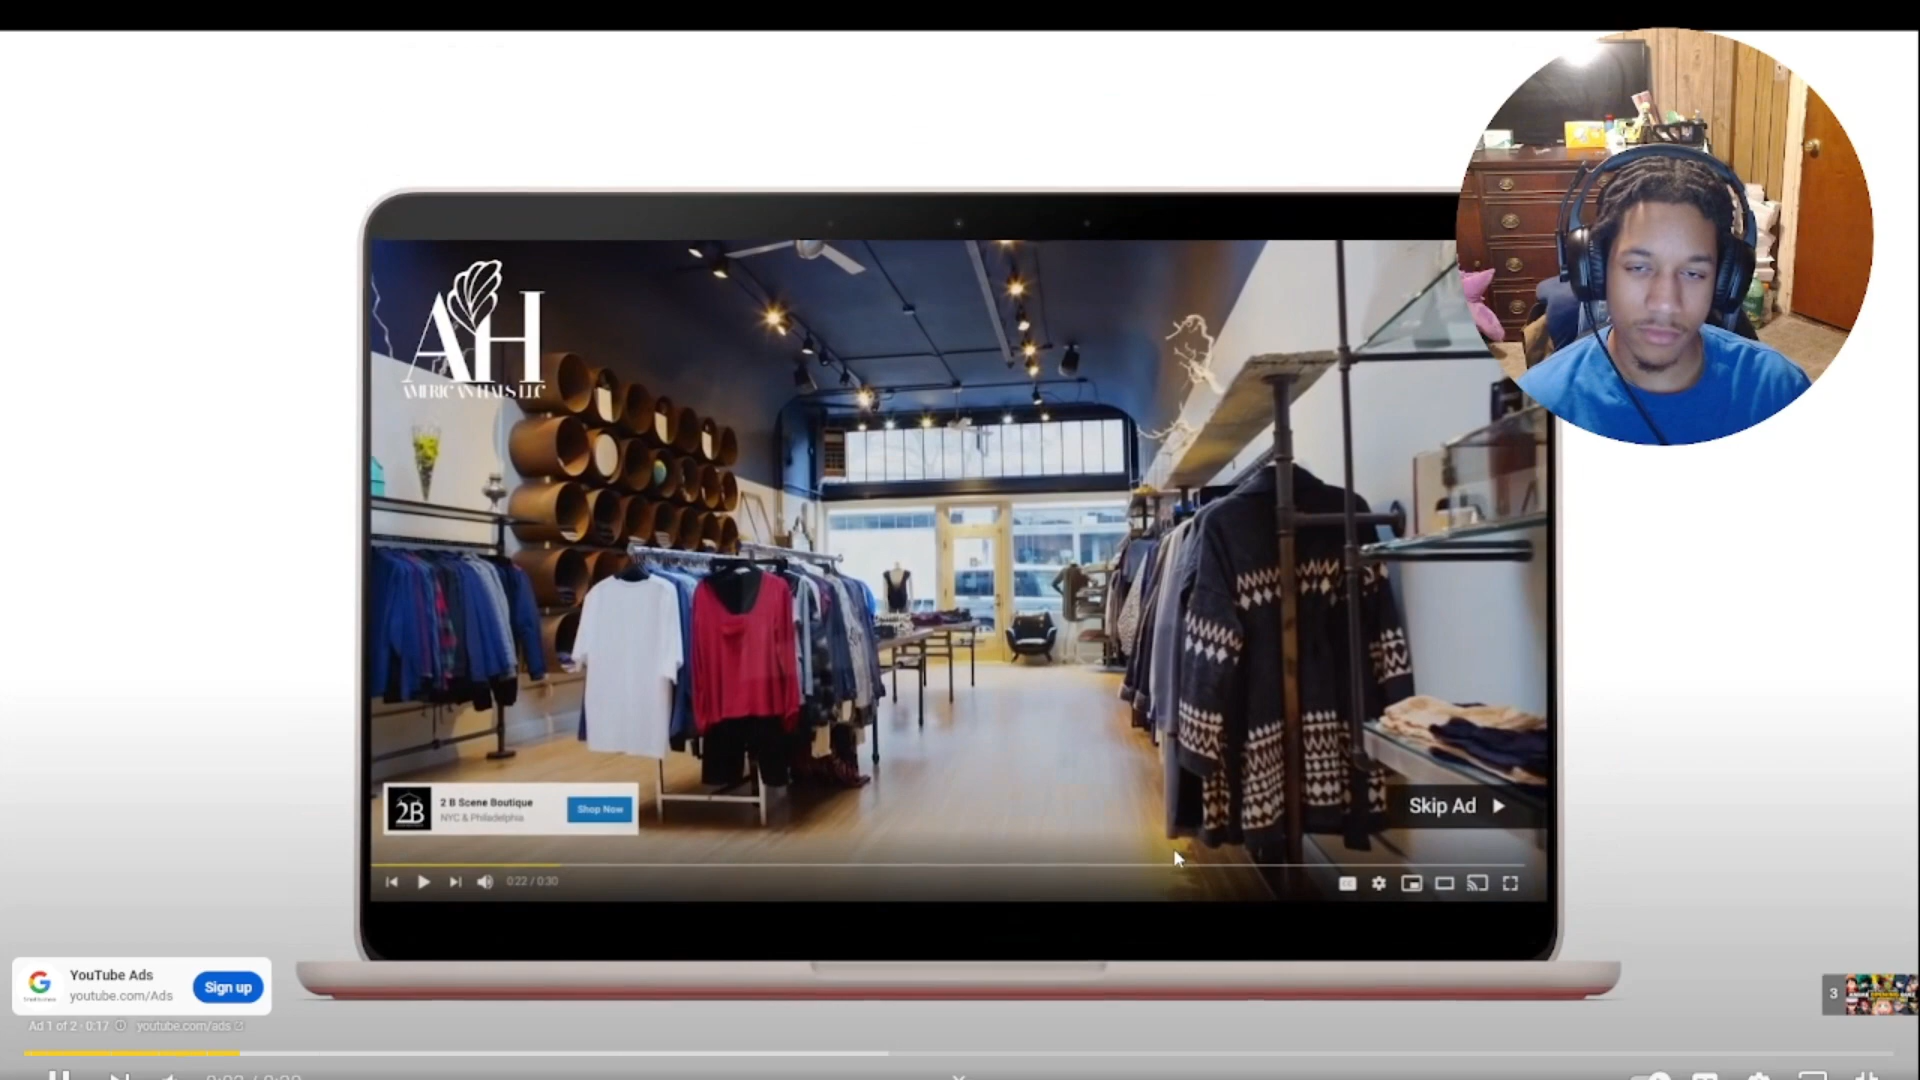 AH
AMERICAN HATS LLC
2B
2 B Scene Boutique
NYC & Philadelphia
Shop Now
Skip Ad
0:22 / 0:30
G
YouTube Ads
youtube.com/Ads
Sign up
Ad 1 of 2 · 0:17
youtube.com/ads
3